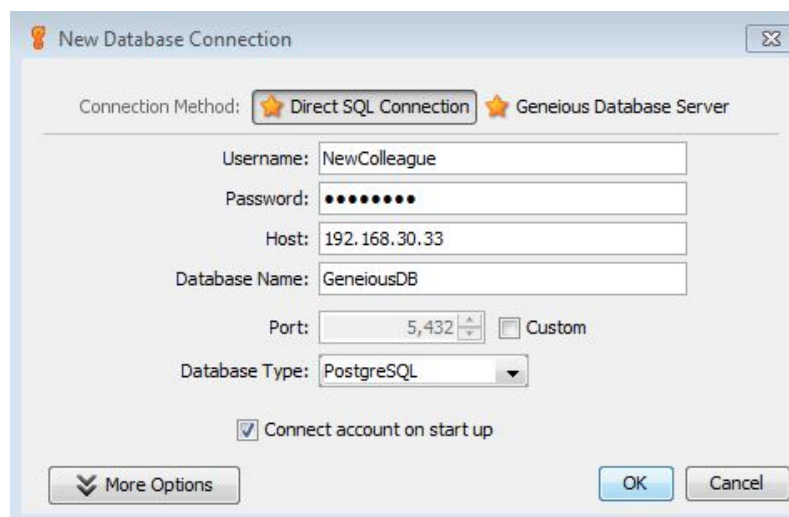 New Database Connection
Connection Method: Direct SQL Connection Geneious Database Server
Username: NewColleague
Password: ••••••••
Host: 192.168.30.33
Database Name: GeneiousDB
Port: 5,432 Custom
Database Type: PostgreSQL
Connect account on start up
More Options OK Cancel